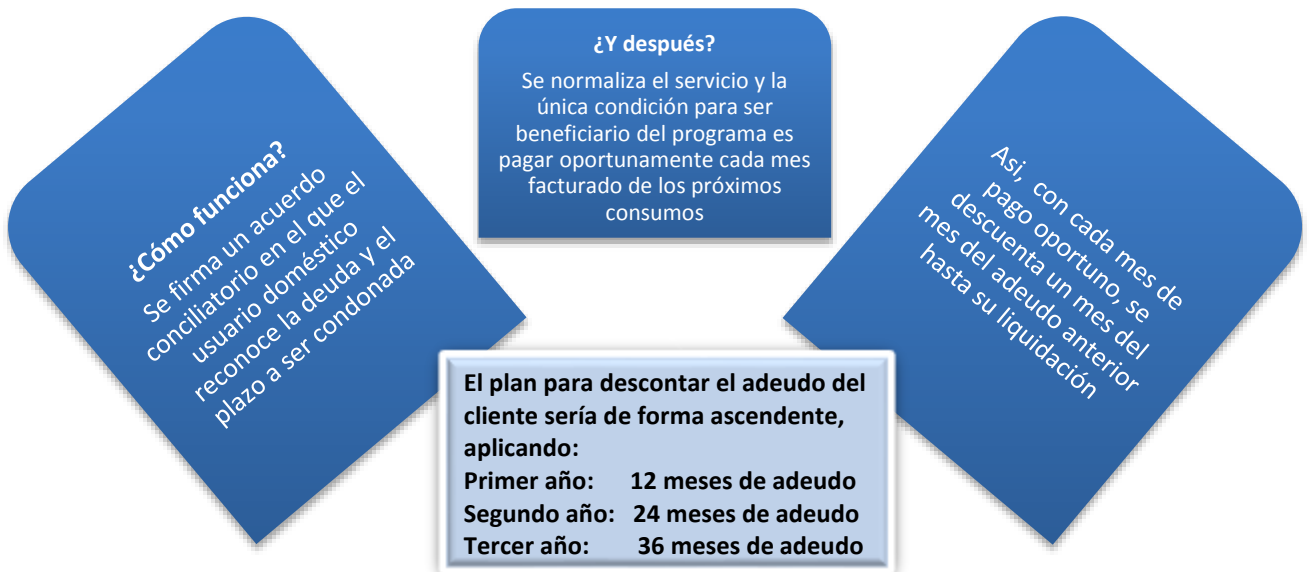 ¿Cómo funciona?
Se firma un acuerdo
conciliatorio en el que el
usuario doméstico
reconoce la deuda y el
plazo a ser condonada
¿Y después?
Se normaliza el servicio y la
única condición para ser
beneficiario del programa es
pagar oportunamente cada mes
facturado de los próximos
consumos
Asi, con cada mes de
pago oportuno, se
descuenta un mes del
mes del adeudo anterior
hasta su liquidación
El plan para descontar el adeudo del
cliente sería de forma ascendente,
aplicando:
Primer año: 12 meses de adeudo
Segundo año: 24 meses de adeudo
Tercer año: 36 meses de adeudo